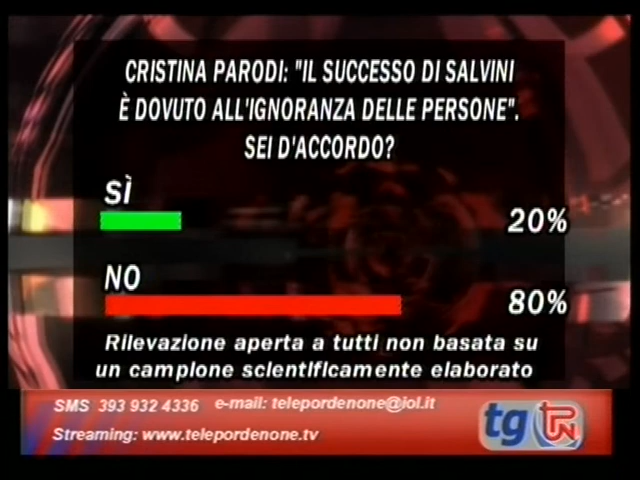 CRISTINA PARODI: "IL SUCCESSO DI SALVINI
È DOVUTO ALL'IGNORANZA DELLE PERSONE".
SEI D'ACCORDO?
SÌ
20%
NO
80%
Rilevazione aperta a tutti non basata su
un campione scientificamente elaborato
SMS 393 932 4336 e-mail: telepordenone@iol.it
Streaming: www.telepordenone.tv
tg TPN